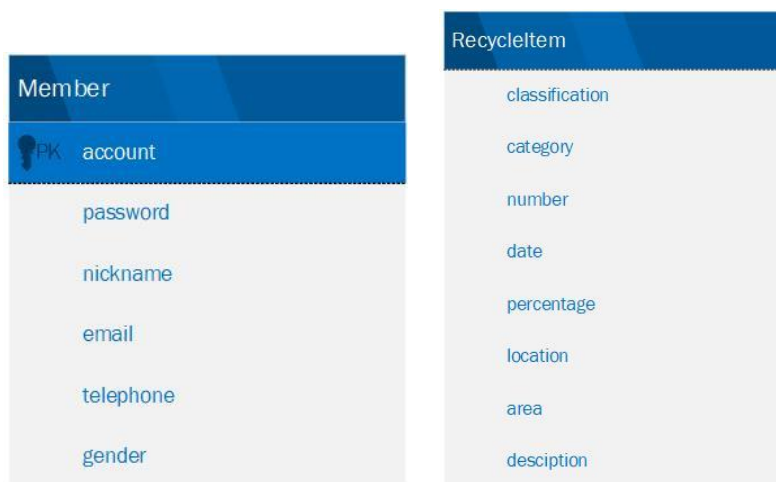 Member
PK account
password
nickname
email
telephone
gender
RecycleItem
classification
category
number
date
percentage
location
area
desciption